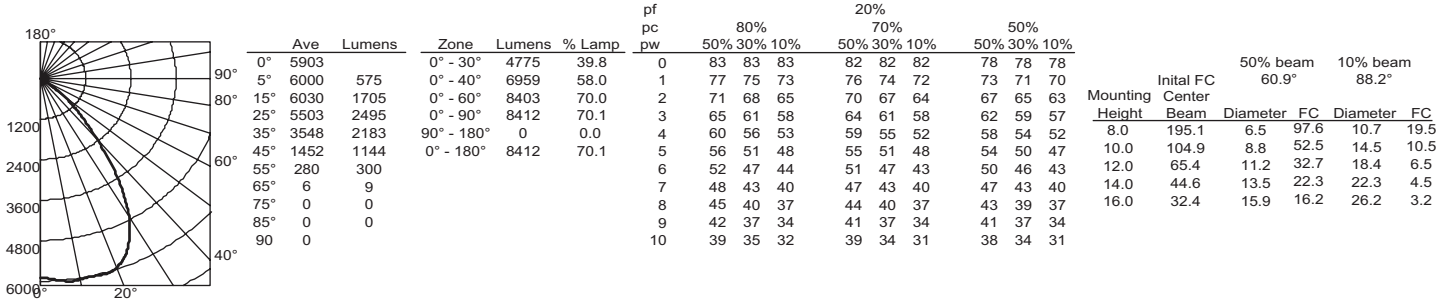 180°
90°
80°
60°
40°
1200
2400
3600
4800
6000
0° 20°
Ave Lumens
0° 5903
5° 6000 575
15° 6030 1705
25° 5503 2495
35° 3548 2183
45° 1452 1144
55° 280 300
65° 6 9
75° 0 0
85° 0 0
90 0
Zone Lumens % Lamp
0° - 30° 4775 39.8
0° - 40° 6959 58.0
0° - 60° 8403 70.0
0° - 90° 8412 70.1
90° - 180° 0 0.0
0° - 180° 8412 70.1
pf 20%
pc 80% 70% 50%
pw 50% 30% 10% 50% 30% 10% 50% 30% 10%
0 83 83 83 82 82 82 78 78 78
1 77 75 73 76 74 72 73 71 70
2 71 68 65 70 67 64 67 65 63
3 65 61 58 64 61 58 62 59 57
4 60 56 53 59 55 52 58 54 52
5 56 51 48 55 51 48 54 50 47
6 52 47 44 51 47 43 50 46 43
7 48 43 40 47 43 40 47 43 40
8 45 40 37 44 40 37 43 39 37
9 42 37 34 41 37 34 41 37 34
10 39 35 32 39 34 31 38 34 31
50% beam 10% beam
Inital FC 60.9° 88.2°
Mounting Center
Height Beam Diameter FC Diameter FC
8.0 195.1 6.5 97.6 10.7 19.5
10.0 104.9 8.8 52.5 14.5 10.5
12.0 65.4 11.2 32.7 18.4 6.5
14.0 44.6 13.5 22.3 22.3 4.5
16.0 32.4 15.9 16.2 26.2 3.2